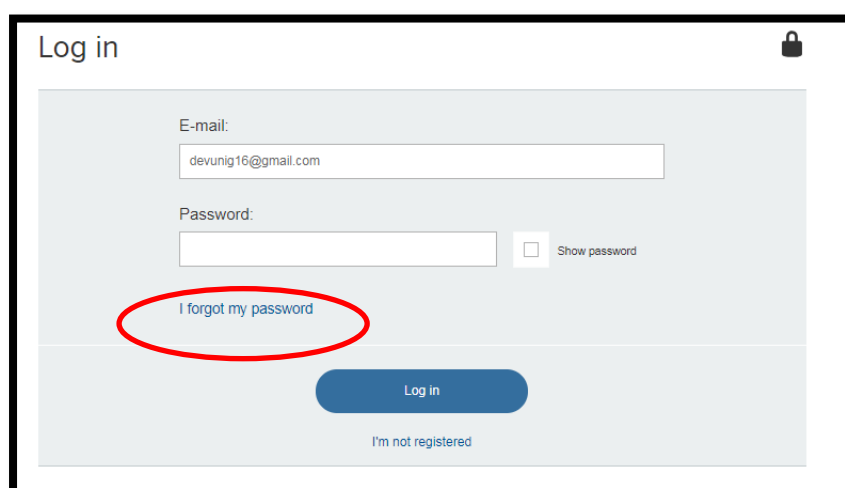 Log in
E-mail:
devunig16@gmail.com
Password:
Show password
I forgot my password
Log in
I'm not registered